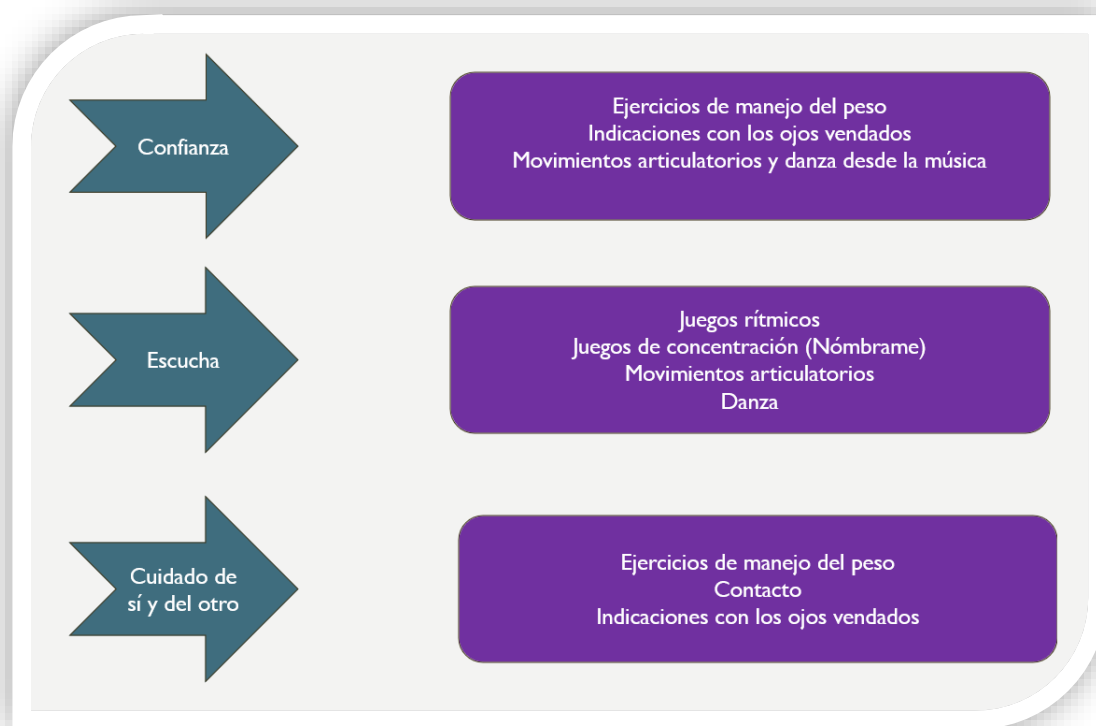 Confianza
Ejercicios de manejo del peso
Indicaciones con los ojos vendados
Movimientos articulatorios y danza desde la música
Escucha
Juegos rítmicos
Juegos de concentración (Nómbrame)
Movimientos articulatorios
Danza
Cuidado de
sí y del otro
Ejercicios de manejo del peso
Contacto
Indicaciones con los ojos vendados